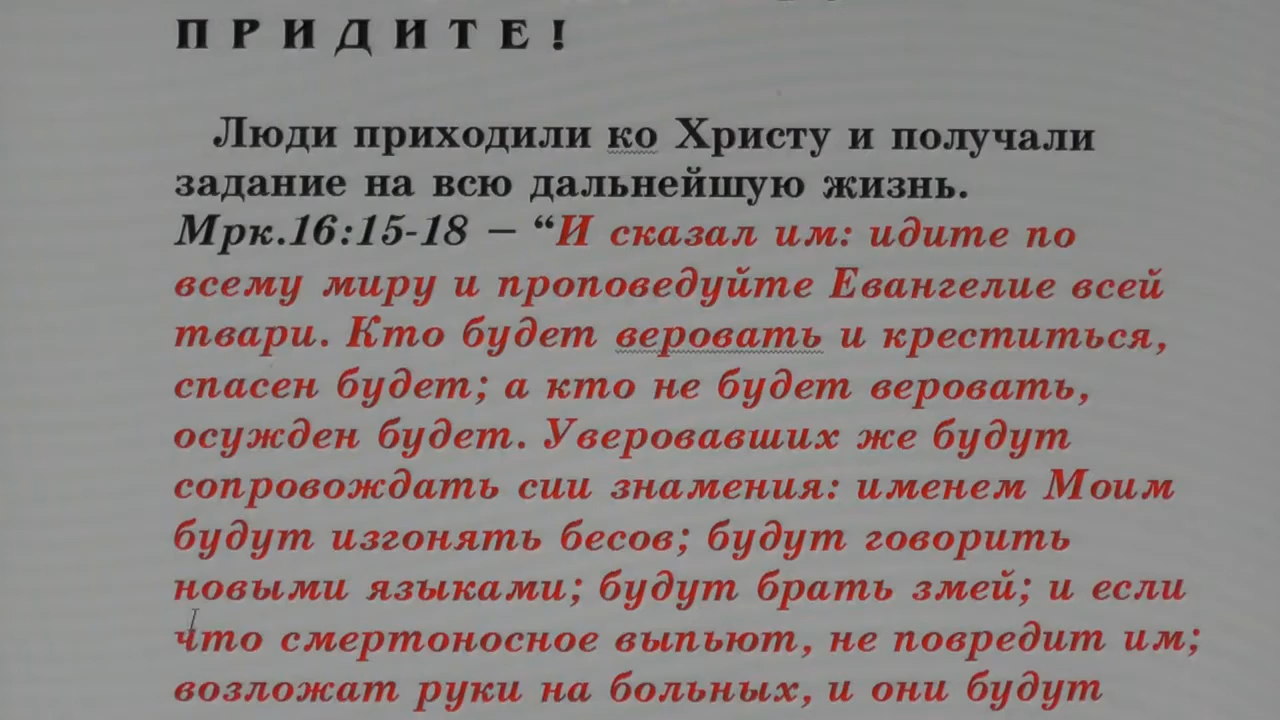 ПРИДИТЕ!
Люди приходили ко Христу и получали
задание на всю дальнейшую жизнь.
Мрк.16:15-18 – “И сказал им: идите по
всему миру и проповедуйте Евангелие всей
твари. Кто будет веровать и креститься,
спасен будет; а кто не будет веровать,
осужден будет. Уверовавших же будут
сопровождать сии знамения: именем Моим
будут изгонять бесов; будут говорить
новыми языками; будут брать змей; и если
что смертоносное выпьют, не повредит им;
возложат руки на больных, и они будут